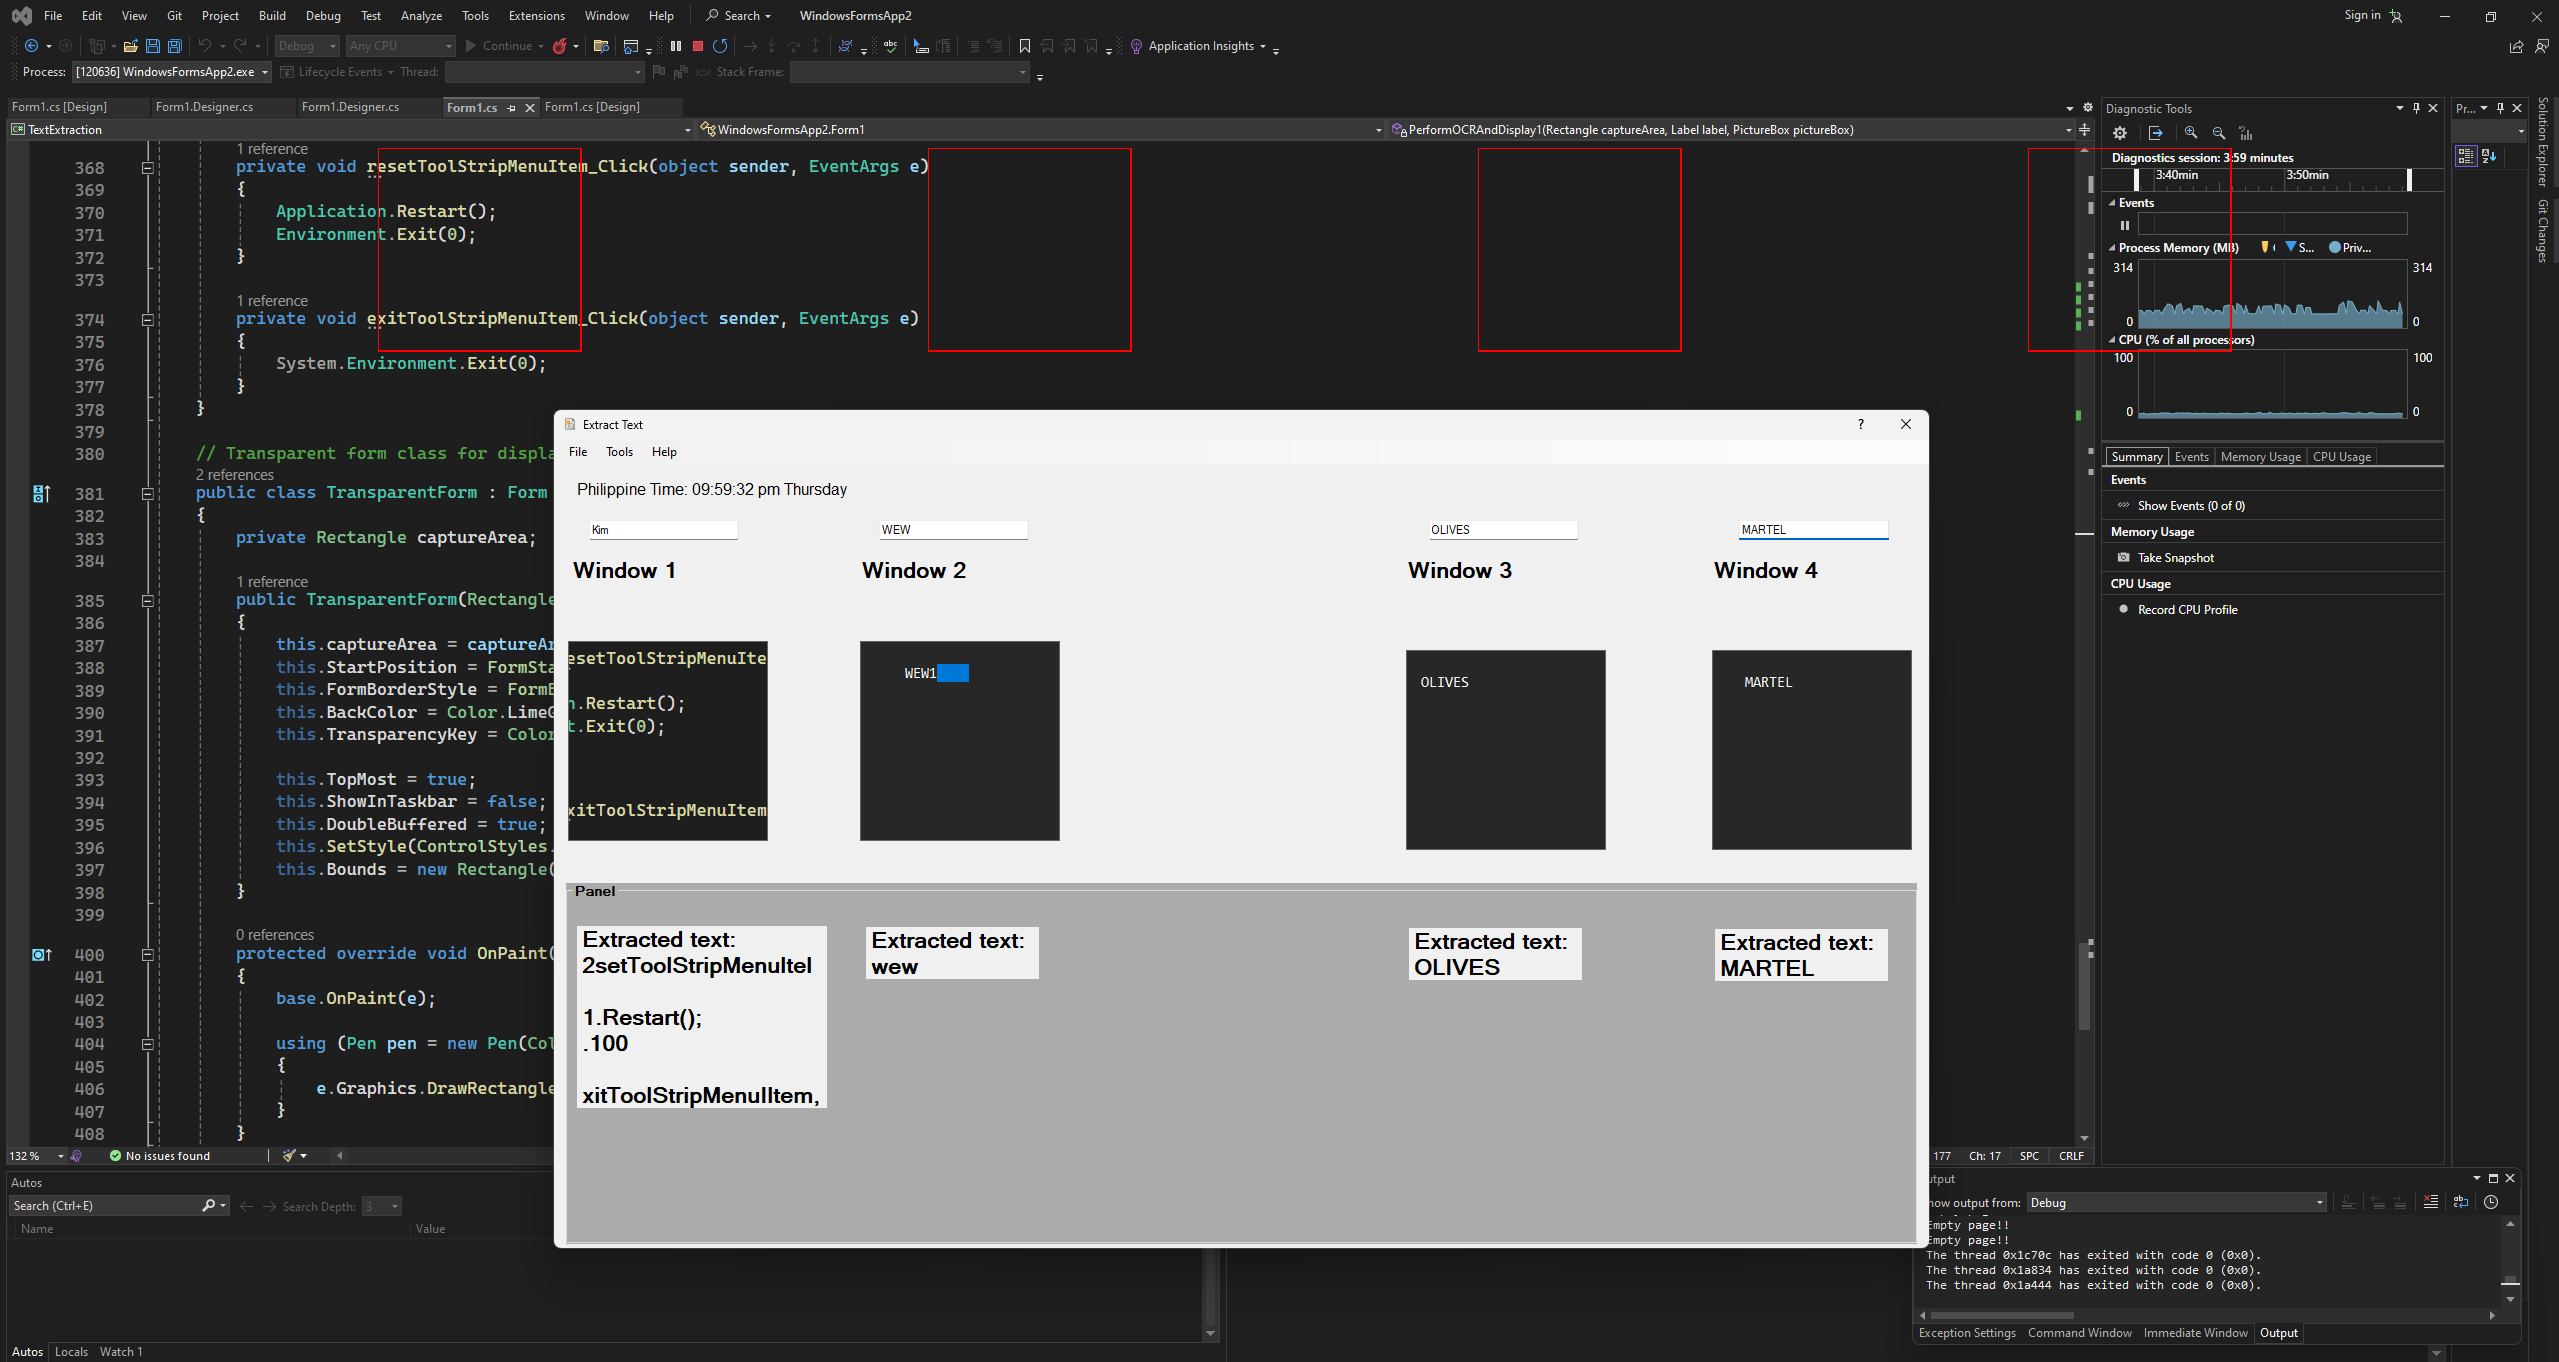 File Edit View Git Project Build Debug Test Analyze Tools Extensions Window Help Search WindowsFormsApp2 Sign in
Debug Any CPU Continue Application Insights
Process: [120636] WindowsFormsApp2.exe Lifecycle Events Thread: Stack Frame:
Form1.cs [Design] Form1.Designer.cs Form1.Designer.cs Form1.cs Form1.cs [Design]
TextExtraction WindowsFormsApp2.Form1 PerformOCRAndDisplay1(Rectangle captureArea, Label label, PictureBox pictureBox)
1 reference
368 private void resetToolStripMenuItem_Click(object sender, EventArgs e)
369 {
370 Application.Restart();
371 Environment.Exit(0);
372 }
373
1 reference
374 private void exitToolStripMenuItem_Click(object sender, EventArgs e)
375 {
376 System.Environment.Exit(0);
377 }
378 }
379
380 // Transparent form class for displa
2 references
381 public class TransparentForm : Form
382 {
383 private Rectangle captureArea;
384
1 reference
385 public TransparentForm(Rectangle
386 {
387 this.captureArea = captureAr
388 this.StartPosition = FormSta
389 this.FormBorderStyle = FormB
390 this.BackColor = Color.LimeG
391 this.TransparencyKey = Color
392
393 this.TopMost = true;
394 this.ShowInTaskbar = false;
395 this.DoubleBuffered = true;
396 this.SetStyle(ControlStyles.
397 this.Bounds = new Rectangle(
398 }
399
0 references
400 protected override void OnPaint(
401 {
402 base.OnPaint(e);
403
404 using (Pen pen = new Pen(Col
405 {
406 e.Graphics.DrawRectangle
407 }
408 }
132 % No issues found 177 Ch: 17 SPC CRLF
Extract Text
File Tools Help
Philippine Time: 09:59:32 pm Thursday
Kim WEW OLIVES MARTEL
Window 1 Window 2 Window 3 Window 4
esetToolStripMenuIte
.Restart();
t.Exit(0);
xitToolStripMenuItem
WEW1
OLIVES
MARTEL
Panel
Extracted text:
2setToolStripMenuItel
1.Restart();
.100
xitToolStripMenuIItem,
Extracted text:
wew
Extracted text:
OLIVES
Extracted text:
MARTEL
Diagnostic Tools
Diagnostics session: 3:59 minutes
3:40min 3:50min
Events
Process Memory (MB) S... Priv...
314 314
0 0
CPU (% of all processors)
100 100
0 0
Summary Events Memory Usage CPU Usage
Events
Show Events (0 of 0)
Memory Usage
Take Snapshot
CPU Usage
Record CPU Profile
Pr...
Solution Explorer
Git Changes
Autos
Search (Ctrl+E) Search Depth: 3
Name Value
Autos Locals Watch 1
utput
how output from: Debug
Empty page!!
Empty page!!
The thread 0x1c70c has exited with code 0 (0x0).
The thread 0x1a834 has exited with code 0 (0x0).
The thread 0x1a444 has exited with code 0 (0x0).
Exception Settings Command Window Immediate Window Output